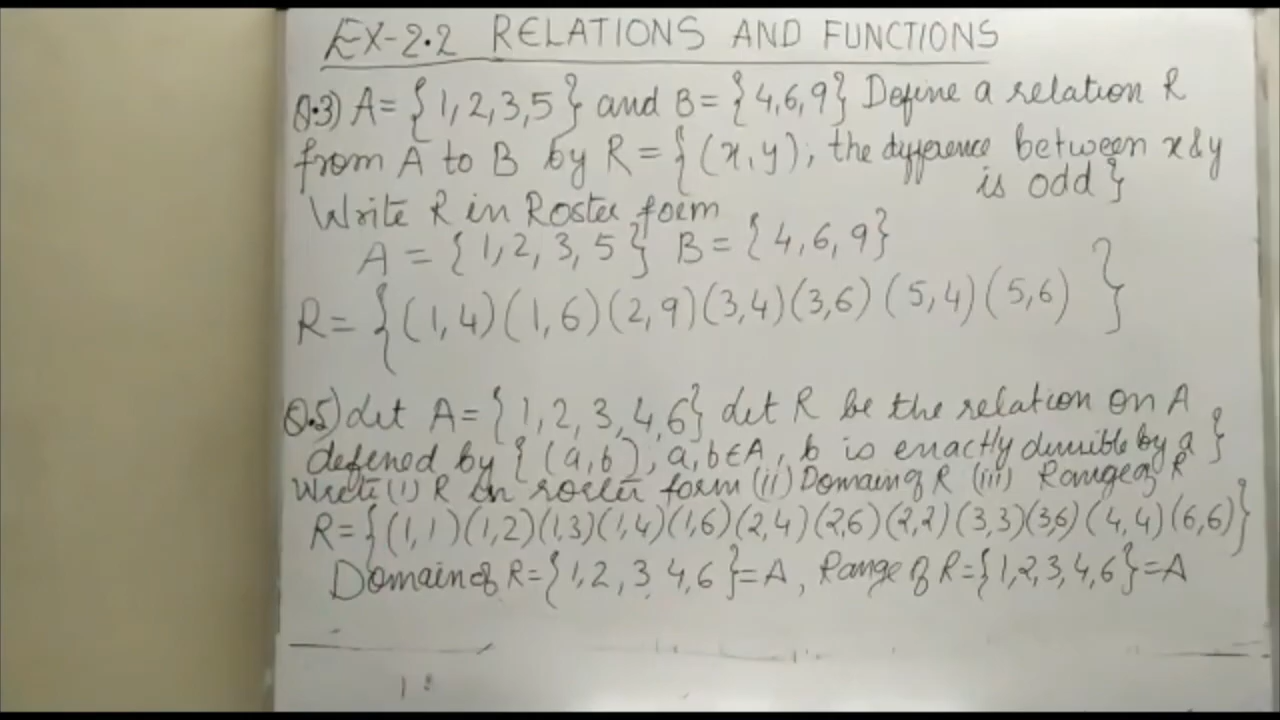 EX-2.2 RELATIONS AND FUNCTIONS
Q.3) A = {1,2,3,5} and B = {4,6,9} Define a relation R
from A to B by R = {(x,y), the difference between x & y
is odd}
Write R in Roster form
A = {1,2,3,5} B = {4,6,9}
R = {(1,4)(1,6)(2,9)(3,4)(3,6)(5,4)(5,6)}
Q.5) Let A = {1,2,3,4,6} Let R be the relation on A
defened by {(a,b), a,b∈A, b is exactly divisible by a}
Write (i) R in roster form (ii) Domain of R (iii) Range of R
R = {(1,1)(1,2)(1,3)(1,4)(1,6)(2,4)(2,6)(2,2)(3,3)(3,6)(4,4)(6,6)}
Domain of R = {1,2,3 4,6} = A, Range of R = {1,2,3,4,6} = A